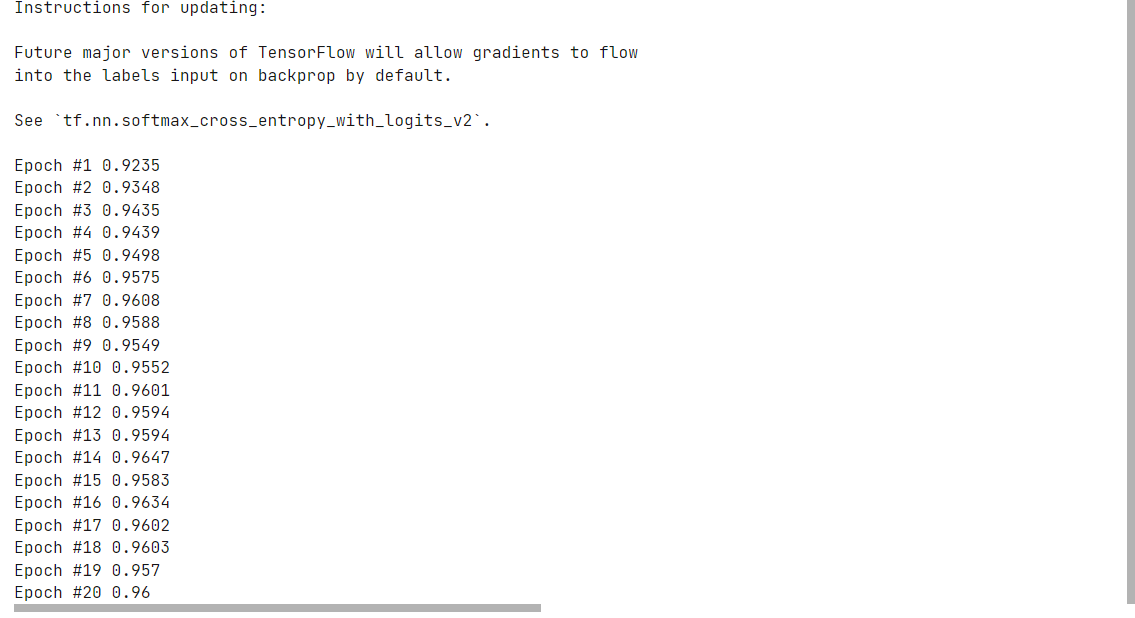 Instructions for updating:
Future major versions of TensorFlow will allow gradients to flow
into the labels input on backprop by default.
See `tf.nn.softmax_cross_entropy_with_logits_v2`.
Epoch #1 0.9235
Epoch #2 0.9348
Epoch #3 0.9435
Epoch #4 0.9439
Epoch #5 0.9498
Epoch #6 0.9575
Epoch #7 0.9608
Epoch #8 0.9588
Epoch #9 0.9549
Epoch #10 0.9552
Epoch #11 0.9601
Epoch #12 0.9594
Epoch #13 0.9594
Epoch #14 0.9647
Epoch #15 0.9583
Epoch #16 0.9634
Epoch #17 0.9602
Epoch #18 0.9603
Epoch #19 0.957
Epoch #20 0.96